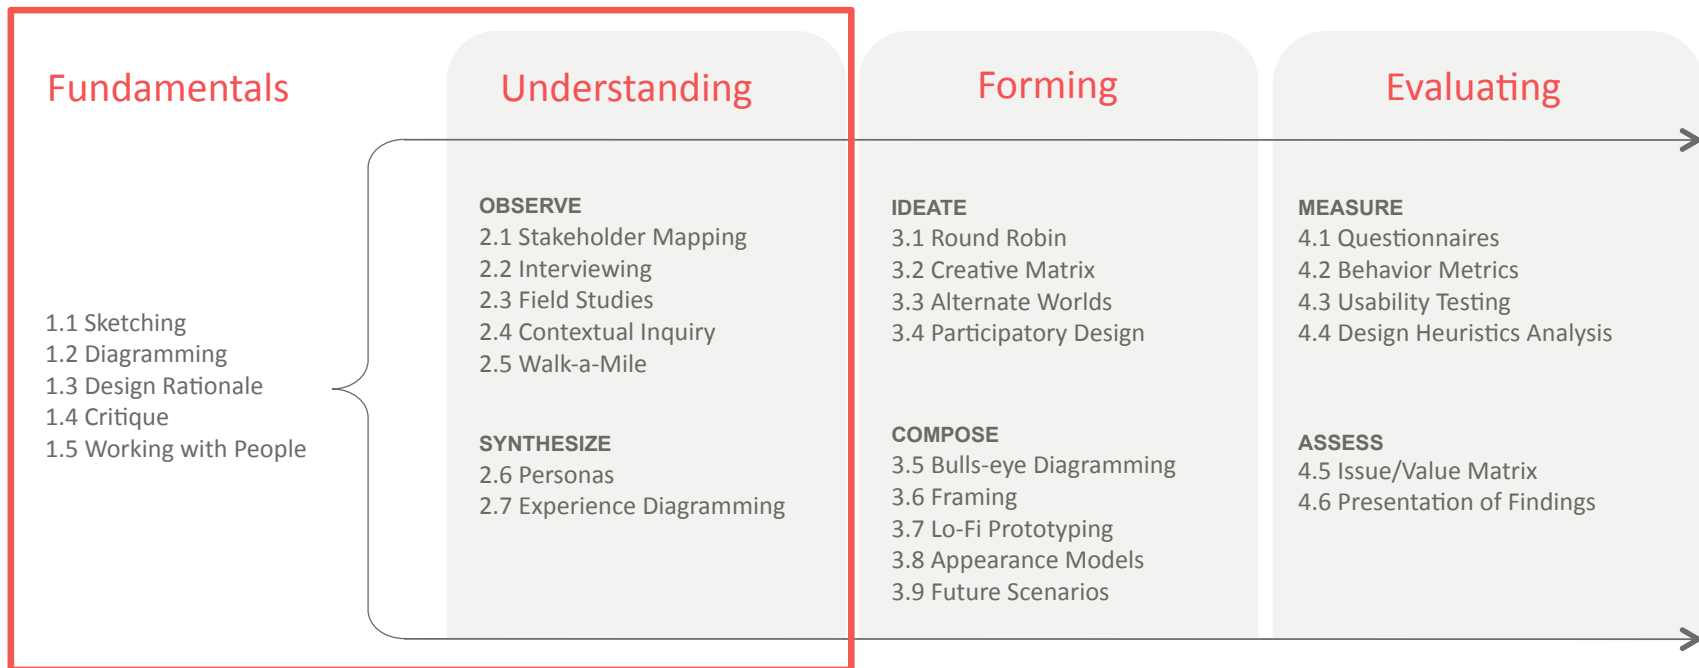 Fundamentals
1.1 Sketching
1.2 Diagramming
1.3 Design Rationale
1.4 Critique
1.5 Working with People
Understanding
OBSERVE
2.1 Stakeholder Mapping
2.2 Interviewing
2.3 Field Studies
2.4 Contextual Inquiry
2.5 Walk-a-Mile
SYNTHESIZE
2.6 Personas
2.7 Experience Diagramming
Forming
IDEATE
3.1 Round Robin
3.2 Creative Matrix
3.3 Alternate Worlds
3.4 Participatory Design
COMPOSE
3.5 Bulls-eye Diagramming
3.6 Framing
3.7 Lo-Fi Prototyping
3.8 Appearance Models
3.9 Future Scenarios
Evaluating
MEASURE
4.1 Questionnaires
4.2 Behavior Metrics
4.3 Usability Testing
4.4 Design Heuristics Analysis
ASSESS
4.5 Issue/Value Matrix
4.6 Presentation of Findings